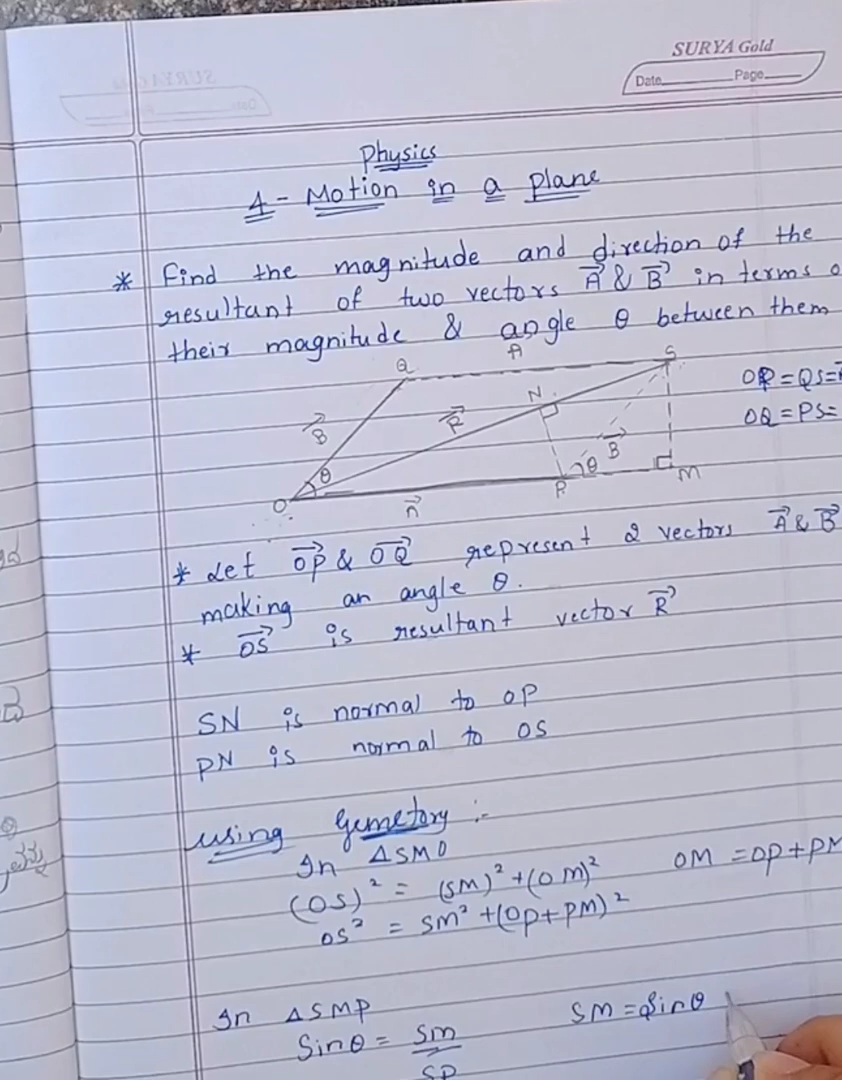 SURYA Gold
Date Page
Physics
4 - Motion in a plane
* Find the magnitude and direction of the
resultant of two vectors A⃗ & B⃗ in terms o
their magnitude & angle θ between them
Q A S
OP = QS =
N
B⃗ R⃗
OQ = PS =
θ B⃗
θ
O P M
* Let OP⃗ & OQ⃗ represent 2 vectors A⃗ & B⃗
making an angle θ.
* OS⃗ is resultant vector R⃗
SN is normal to OP
PN is normal to OS
using Gemetory :-
In ΔSMO
(OS)² = (SM)² + (OM)² OM = OP + PM
OS² = SM² + (OP + PM)²
In ΔSMP
Sinθ = SM SM = Sinθ
SP